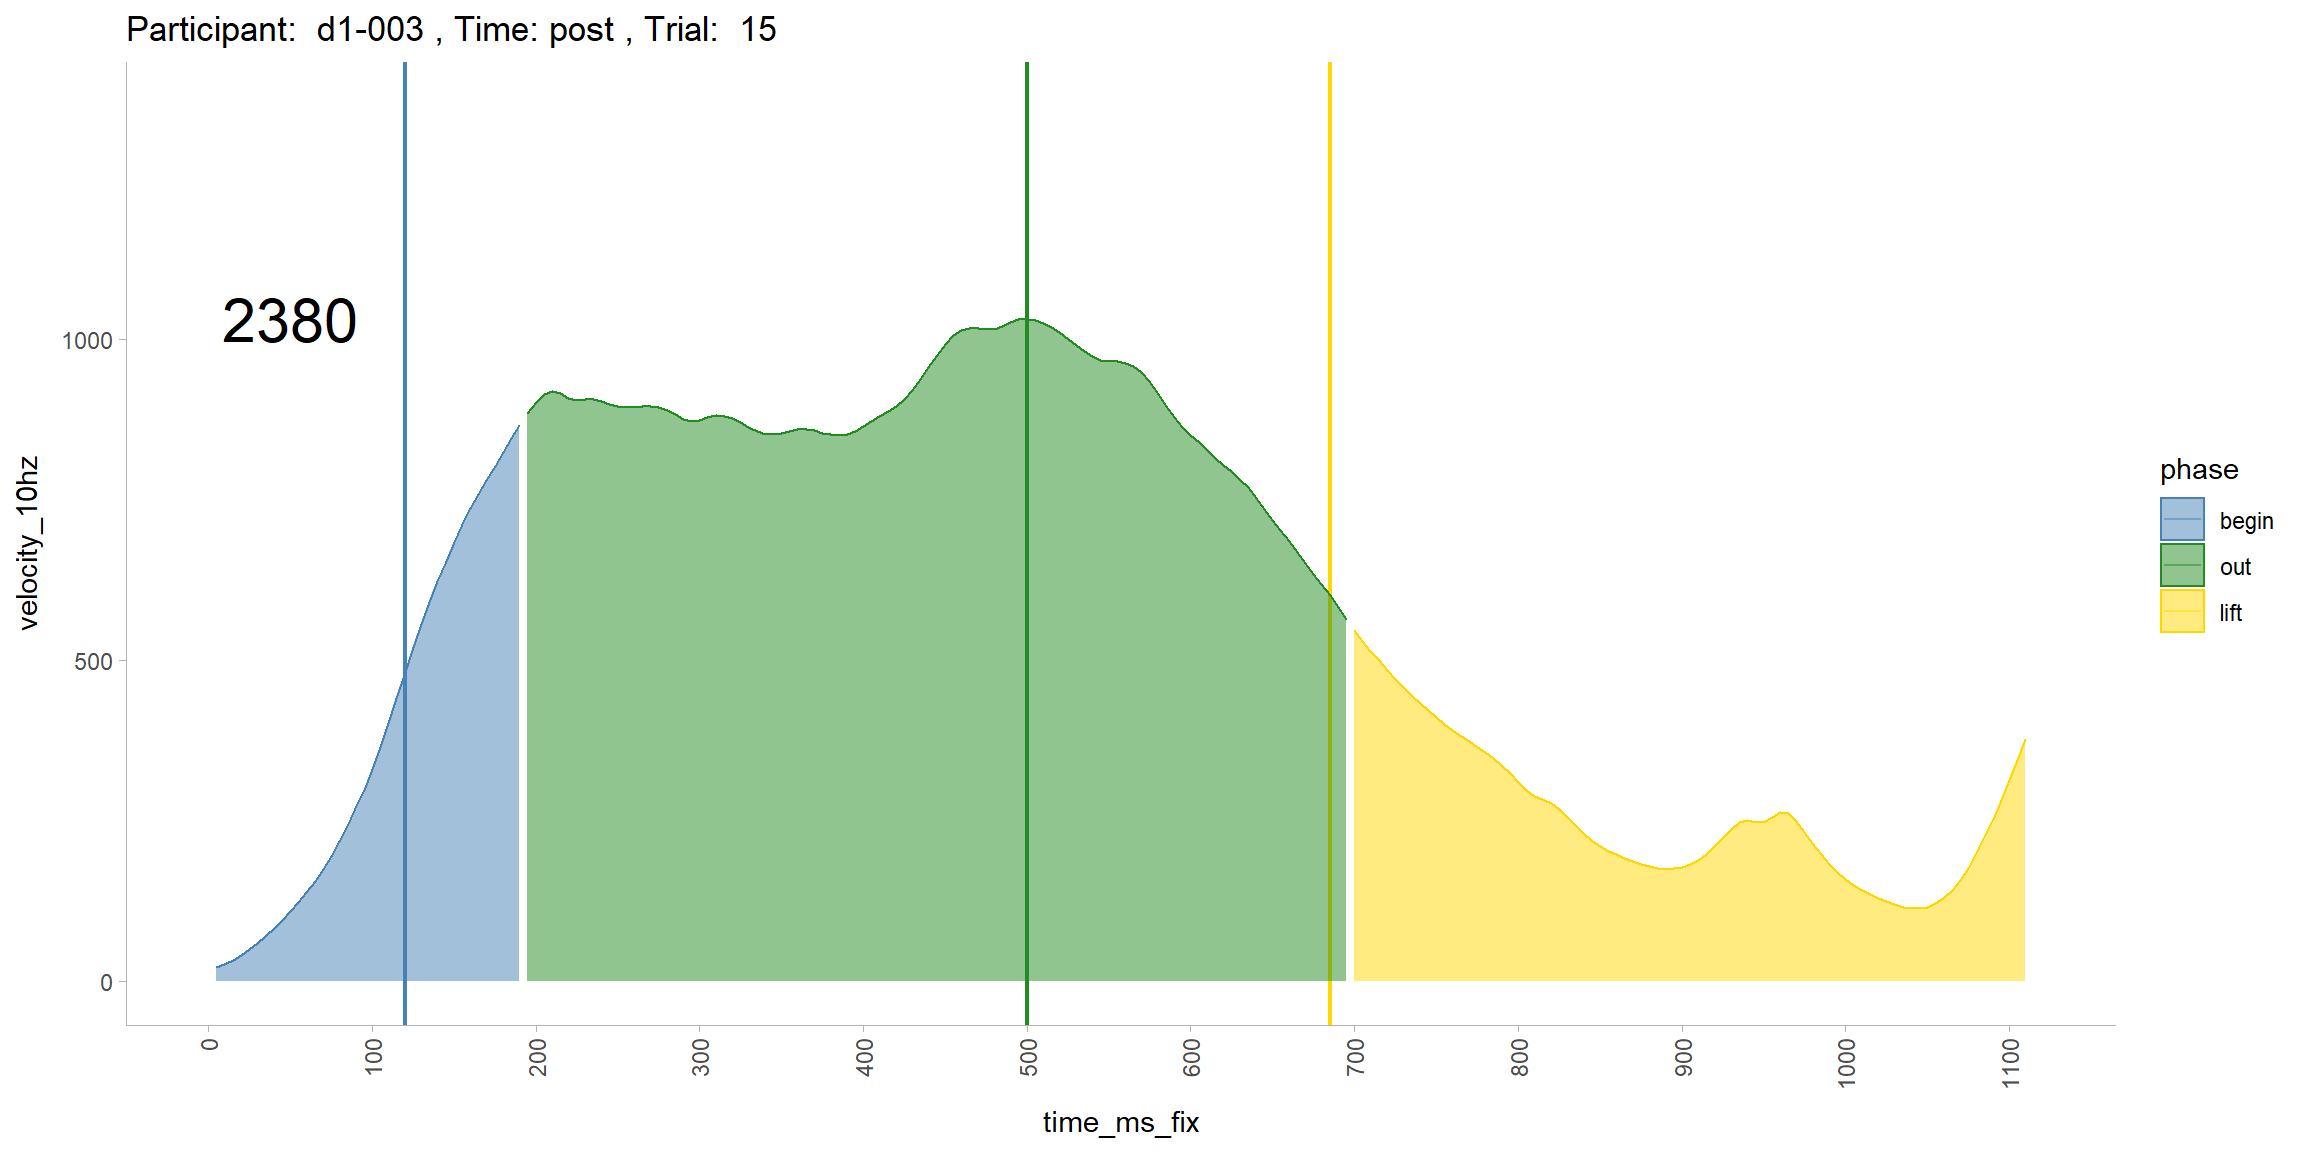 Participant:  d1-003 , Time: post , Trial:  15
2380
1000
500
0
velocity_10hz
0 100 200 300 400 500 600 700 800 900 1000 1100
time_ms_fix
phase
begin
out
lift